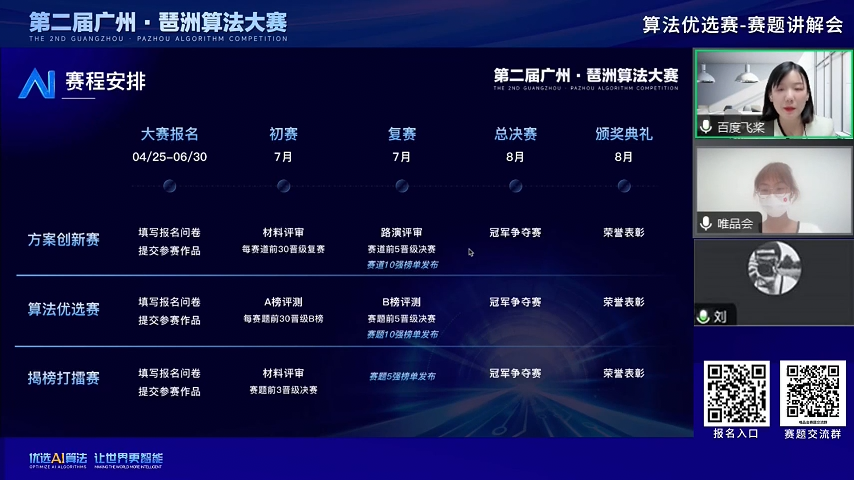 第二届广州·琶洲算法大赛
THE 2ND GUANGZHOU · PAZHOU ALGORITHM COMPETITION
算法优选赛-赛题讲解会
AI 赛程安排
第二届广州·琶洲算法大赛
THE 2ND GUANGZHOU · PAZHOU ALGORITHM COMPETITION
大赛报名 初赛 复赛 总决赛 颁奖典礼
04/25-06/30 7月 7月 8月 8月
方案创新赛
填写报名问卷 材料评审 路演评审 冠军争夺赛 荣誉表彰
提交参赛作品 每赛道前30晋级复赛 赛道前5晋级决赛
赛道10强榜单发布
算法优选赛
填写报名问卷 A榜评测 B榜评测 冠军争夺赛 荣誉表彰
提交参赛作品 每赛题前30晋级B榜 赛题前5晋级决赛
赛题10强榜单发布
揭榜打擂赛
填写报名问卷 材料评审 赛题5强榜单发布 冠军争夺赛 荣誉表彰
提交参赛作品 赛题前3晋级决赛
百度飞桨
唯品会
刘
报名入口 赛题交流群
优选AI算法 让世界更智能
OPTIMIZE AI ALGORITHMS MAKING THE WORLD MORE INTELLIGENT